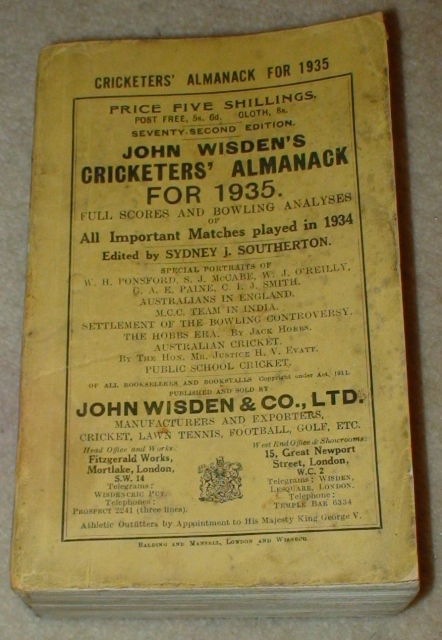 CRICKETERS' ALMANACK FOR 1935
PRICE FIVE SHILLINGS.
POST FREE, 5s. 6d. CLOTH, 8s.
SEVENTY-SECOND EDITION.
JOHN WISDEN'S
CRICKETERS' ALMANACK
FOR 1935.
FULL SCORES AND BOWLING ANALYSES
OF
All Important Matches played in 1934
Edited by SYDNEY J. SOUTHERTON.
SPECIAL PORTRAITS OF
W. H. PONSFORD, S. J. McCABE, W. J. O'REILLY,
G. A. E. PAINE, C. I. J. SMITH.
AUSTRALIANS IN ENGLAND.
M.C.C. TEAM IN INDIA.
SETTLEMENT OF THE BOWLING CONTROVERSY.
THE HOBBS ERA. By JACK HOBBS.
AUSTRALIAN CRICKET.
By THE HON. MR. JUSTICE H. V. EVATT.
PUBLIC SCHOOL CRICKET.
OF ALL BOOKSELLERS AND BOOKSTALLS Copyright under Act, 1911.
PUBLISHED AND SOLD BY
JOHN WISDEN & CO., LTD.
MANUFACTURERS AND EXPORTERS,
CRICKET, LAWN TENNIS, FOOTBALL, GOLF, ETC.
Head Office and Works:
Fitzgerald Works,
Mortlake, London,
S.W. 14
Telegrams:
WISDENCRIC PUT.
Telephones:
PROSPECT 2241 (three lines).
West End Office & Showrooms:
15, Great Newport
Street, London,
W.C. 2
Telegrams: WISDEN,
LESQUARE, LONDON.
Telephone:
TEMPLE BAR 6334
Athletic Outfitters by Appointment to His Majesty King George V.
BALDING AND MANSELL, LONDON AND WISBECH.